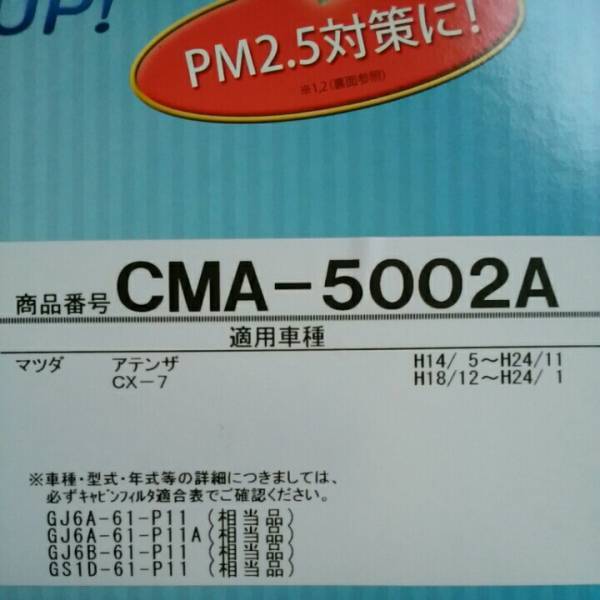 UP!
PM2.5対策に!
※1,2(裏面参照)
商品番号 CMA-5002A
適用車種
マツダ アテンザ H14/ 5~H24/11
CX-7 H18/12~H24/ 1
※車種・型式・年式等の詳細につきましては、
必ずｷｬﾋﾞﾝﾌｨﾙﾀ適合表でご確認ください。
GJ6A-61-P11 (相当品)
GJ6A-61-P11A(相当品)
GJ6B-61-P11 (相当品)
GS1D-61-P11 (相当品)